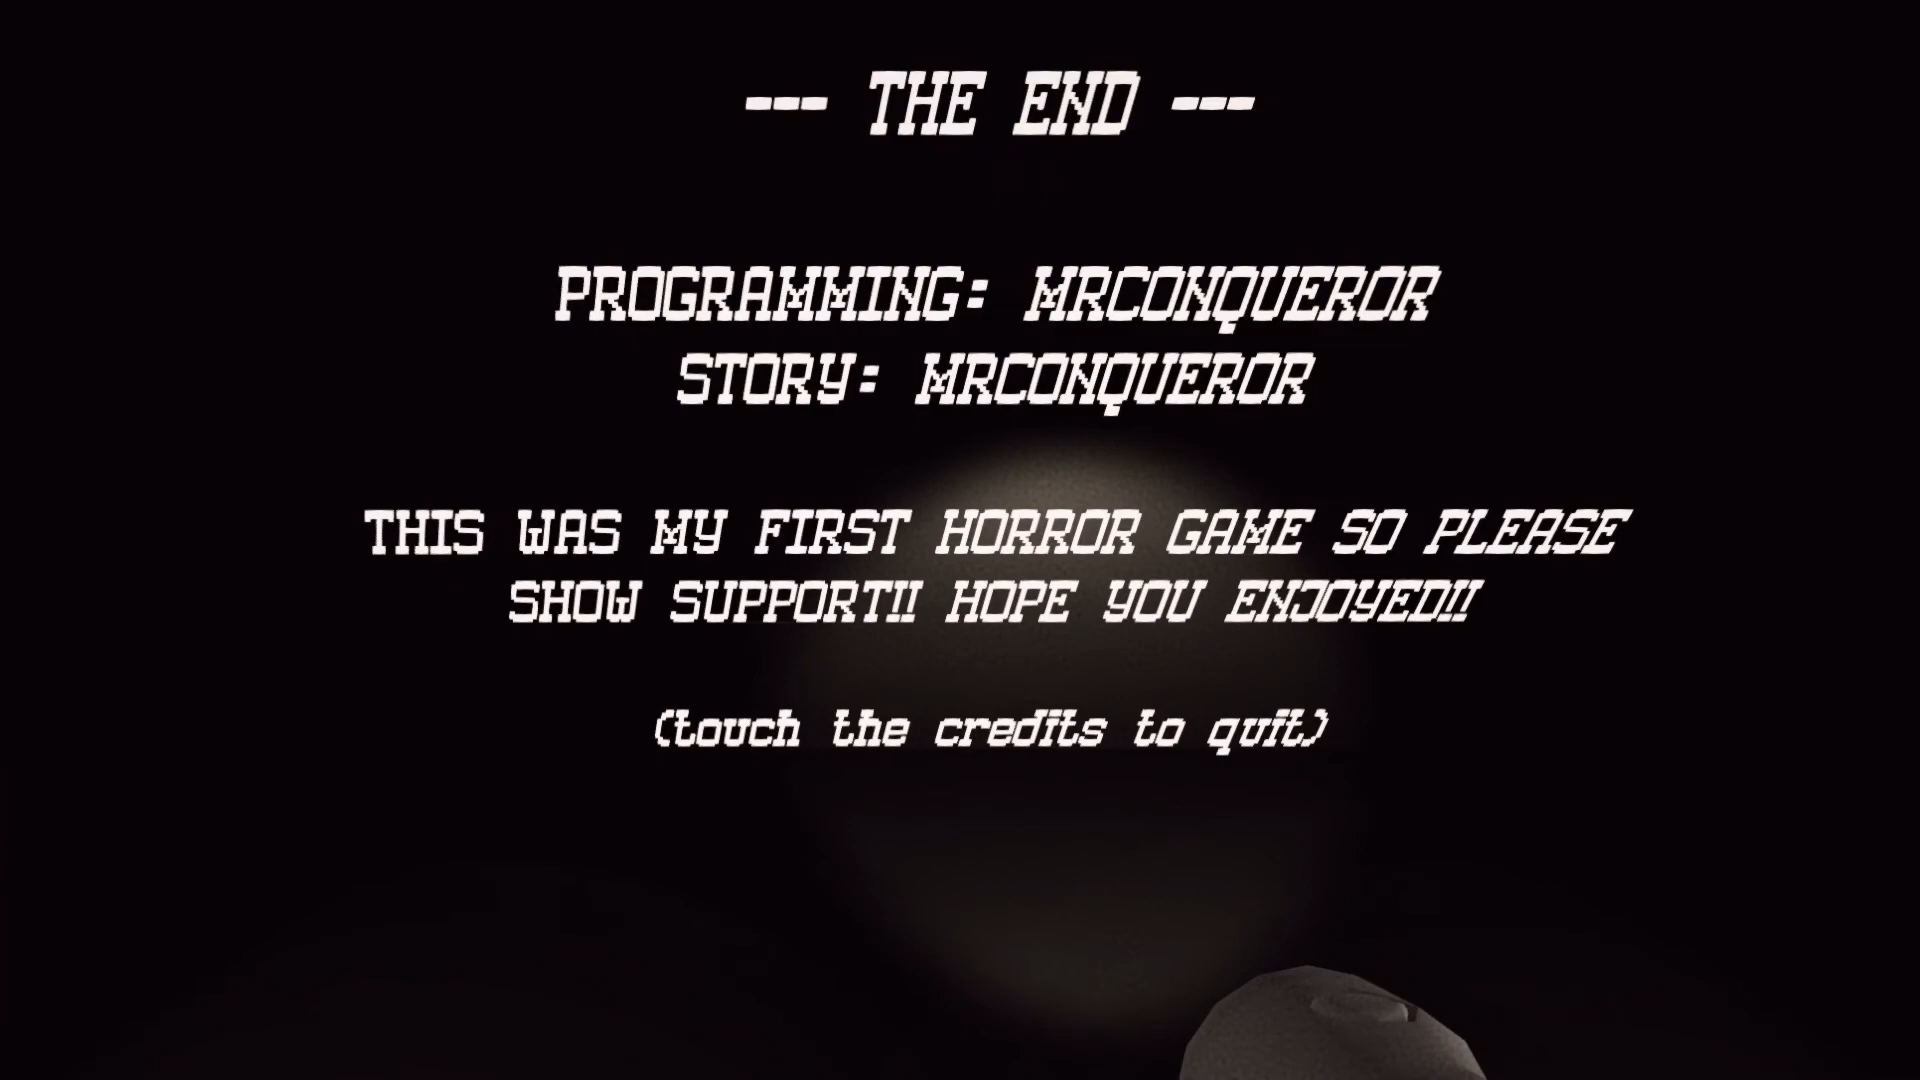 --- THE END ---
PROGRAMMING: MRCONQUEROR
STORY: MRCONQUEROR
THIS WAS MY FIRST HORROR GAME SO PLEASE
SHOW SUPPORT!! HOPE YOU ENJOYED!!
(touch the credits to quit)